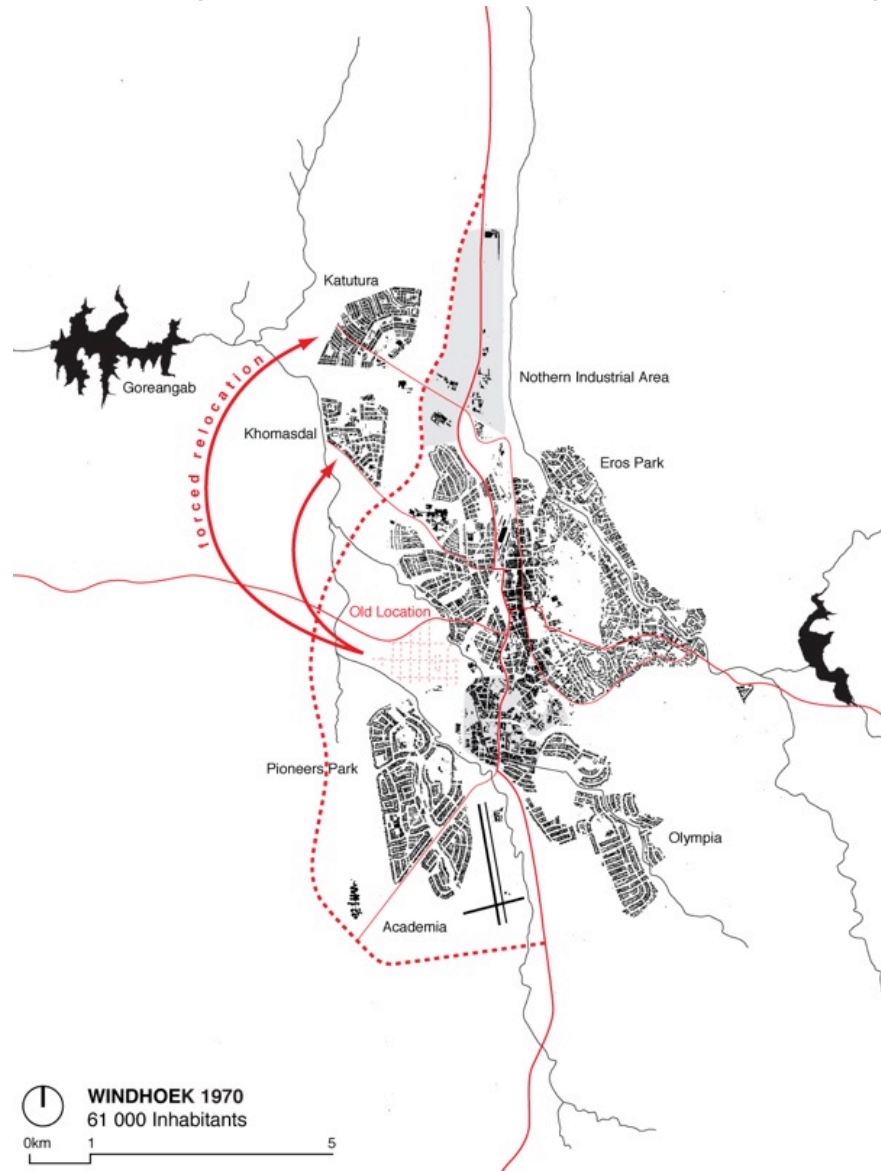 Katutura
Goreangab
forced relocation
Nothern Industrial Area
Khomasdal
Eros Park
Old Location
Pioneers Park
Olympia
Academia
WINDHOEK 1970
61 000 Inhabitants
0km 1 5